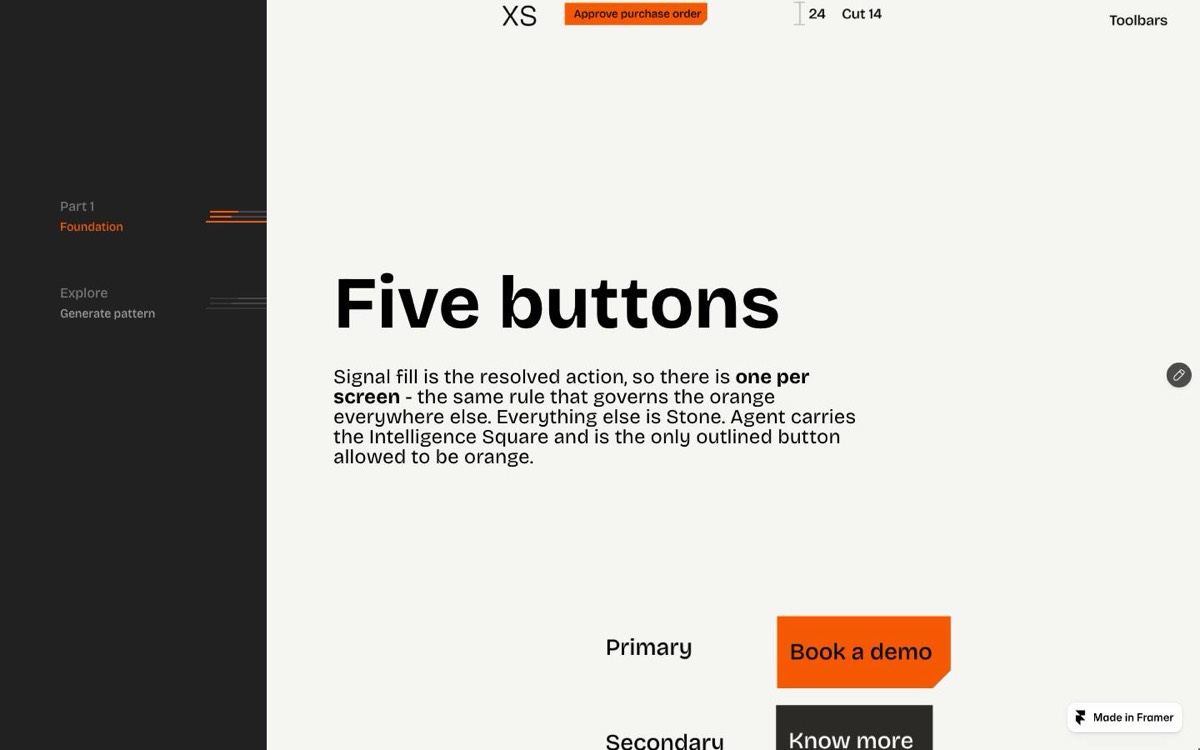 XS
Approve purchase order
24 Cut 14
Toolbars
Part 1
Foundation
Explore
Generate pattern
Five buttons
Signal fill is the resolved action, so there is one per
screen - the same rule that governs the orange
everywhere else. Everything else is Stone. Agent carries
the Intelligence Square and is the only outlined button
allowed to be orange.
Primary
Book a demo
Secondary
Know more
Made in Framer